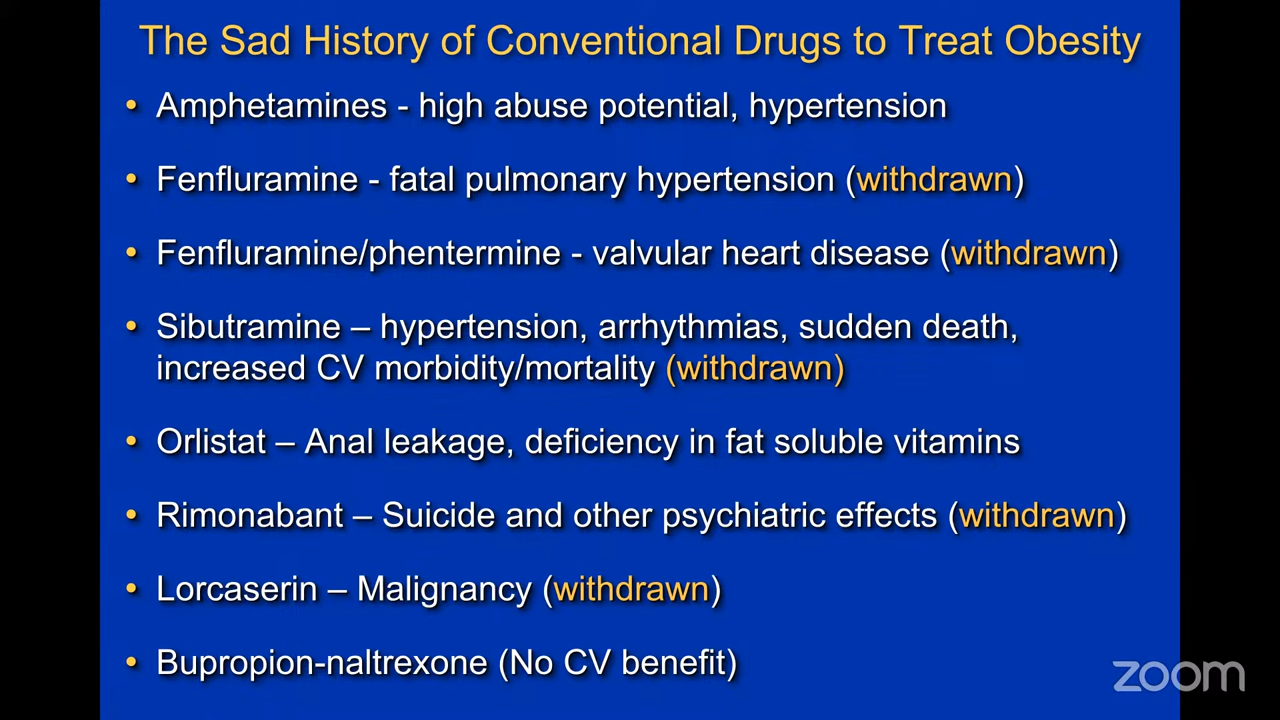 The Sad History of Conventional Drugs to Treat Obesity
• Amphetamines - high abuse potential, hypertension
• Fenfluramine - fatal pulmonary hypertension (withdrawn)
• Fenfluramine/phentermine - valvular heart disease (withdrawn)
• Sibutramine – hypertension, arrhythmias, sudden death,
increased CV morbidity/mortality (withdrawn)
• Orlistat – Anal leakage, deficiency in fat soluble vitamins
• Rimonabant – Suicide and other psychiatric effects (withdrawn)
• Lorcaserin – Malignancy (withdrawn)
• Bupropion-naltrexone (No CV benefit)
zoom